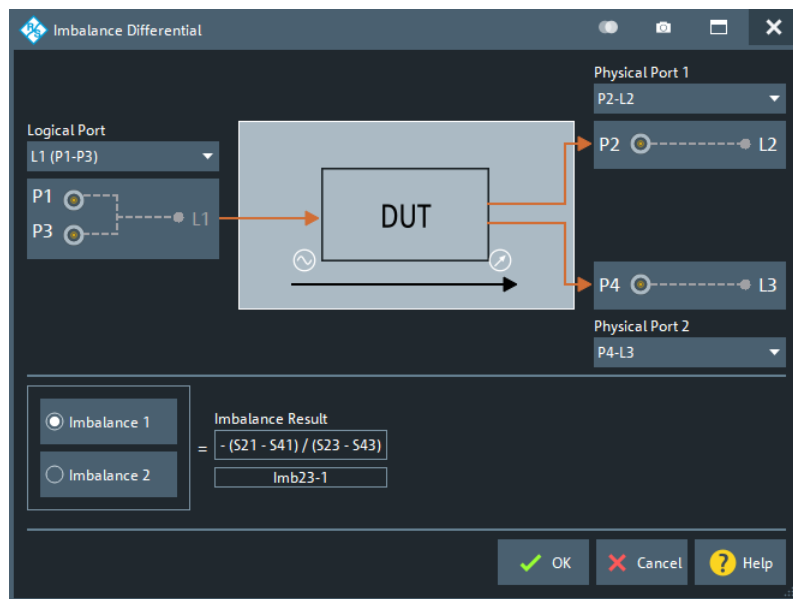 Imbalance Differential
Physical Port 1
P2-L2
Logical Port
L1 (P1-P3)
P2 L2
P1
L1
P3
DUT
P4 L3
Physical Port 2
P4-L3
Imbalance 1
Imbalance 2
=
Imbalance Result
- (S21 - S41) / (S23 - S43)
Imb23-1
OK
Cancel
? Help